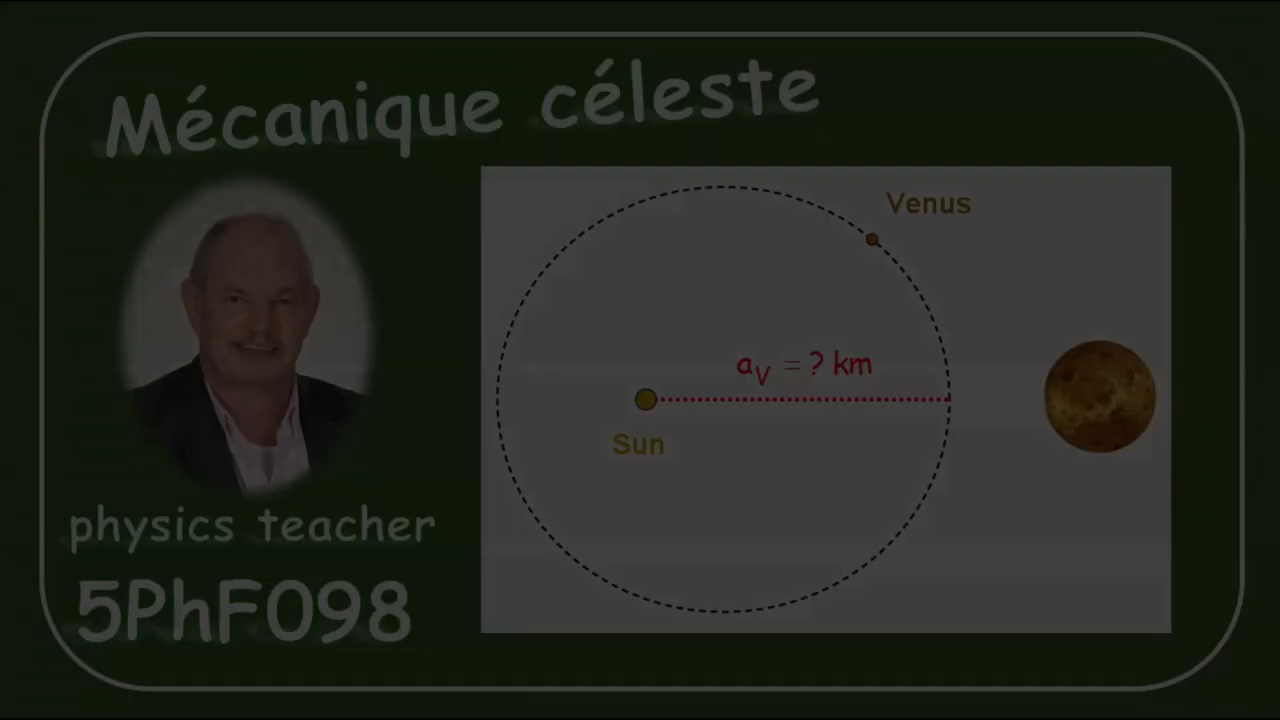 Mécanique céleste
Venus
a_V = ? km
Sun
physics teacher
5PhF098